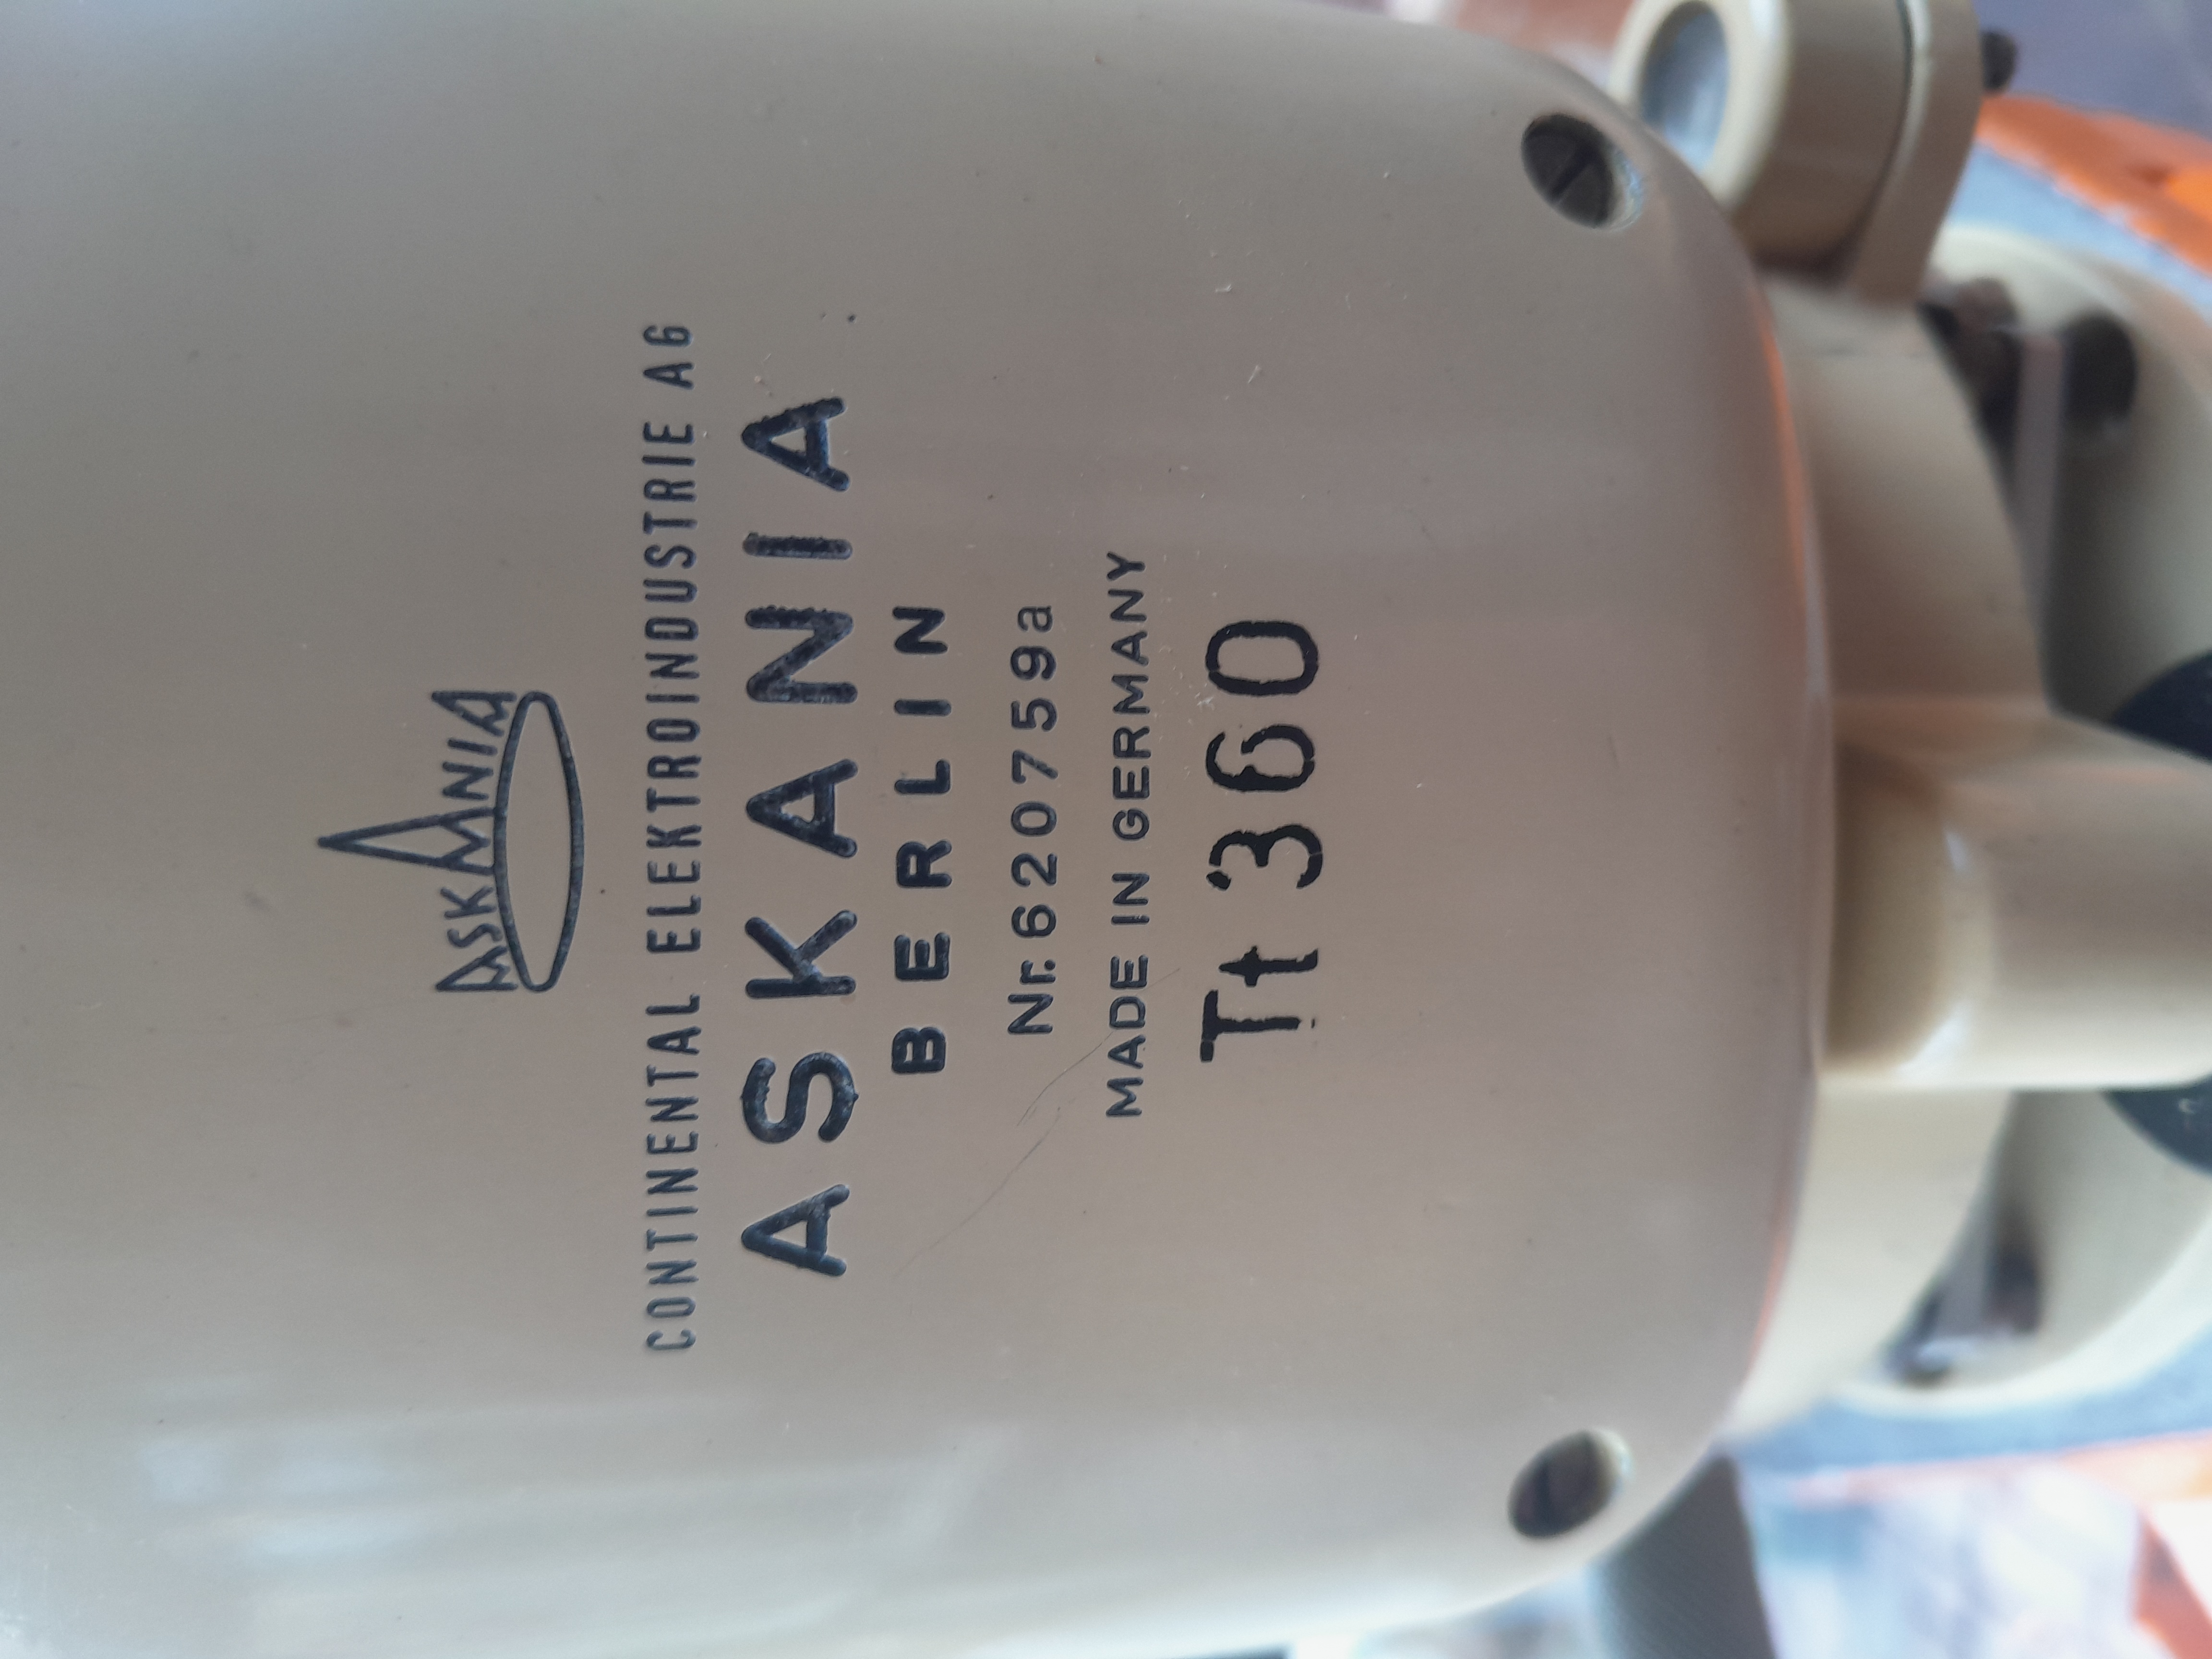 ASKANIA
CONTINENTAL ELEKTROINDUSTRIE AG
ASKANIA
BERLIN
Nr. 620759a
MADE IN GERMANY
Tt 360